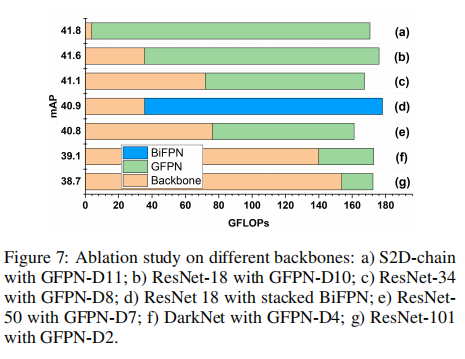 41.8 (a)
41.6 (b)
41.1 (c)
mAP
40.9 (d)
40.8 (e)
39.1 (f)
38.7 (g)
BiFPN
GFPN
Backbone
0 20 40 60 80 100 120 140 160 180
GFLOPs
Figure 7: Ablation study on different backbones: a) S2D-chain
with GFPN-D11; b) ResNet-18 with GFPN-D10; c) ResNet-34
with GFPN-D8; d) ResNet 18 with stacked BiFPN; e) ResNet-
50 with GFPN-D7; f) DarkNet with GFPN-D4; g) ResNet-101
with GFPN-D2.